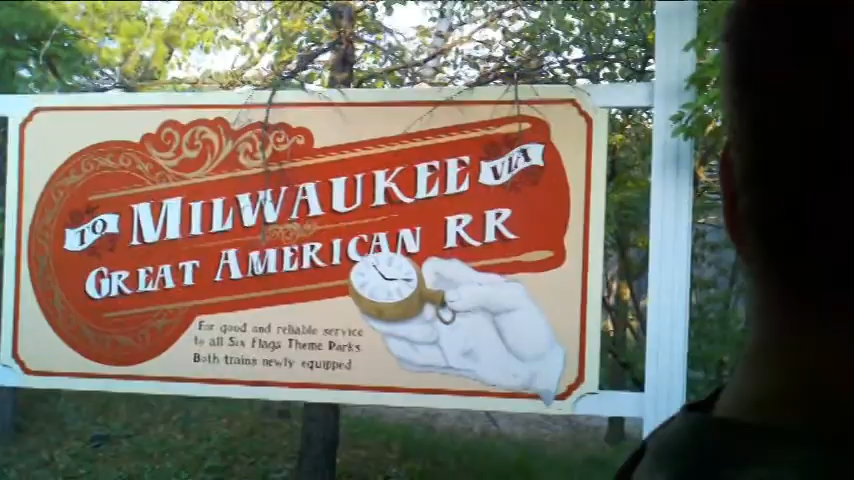 TO MILWAUKEE VIA
GREAT AMERICAN RR
For good and reliable service
to all Six Flags Theme Parks
Both trains newly equipped